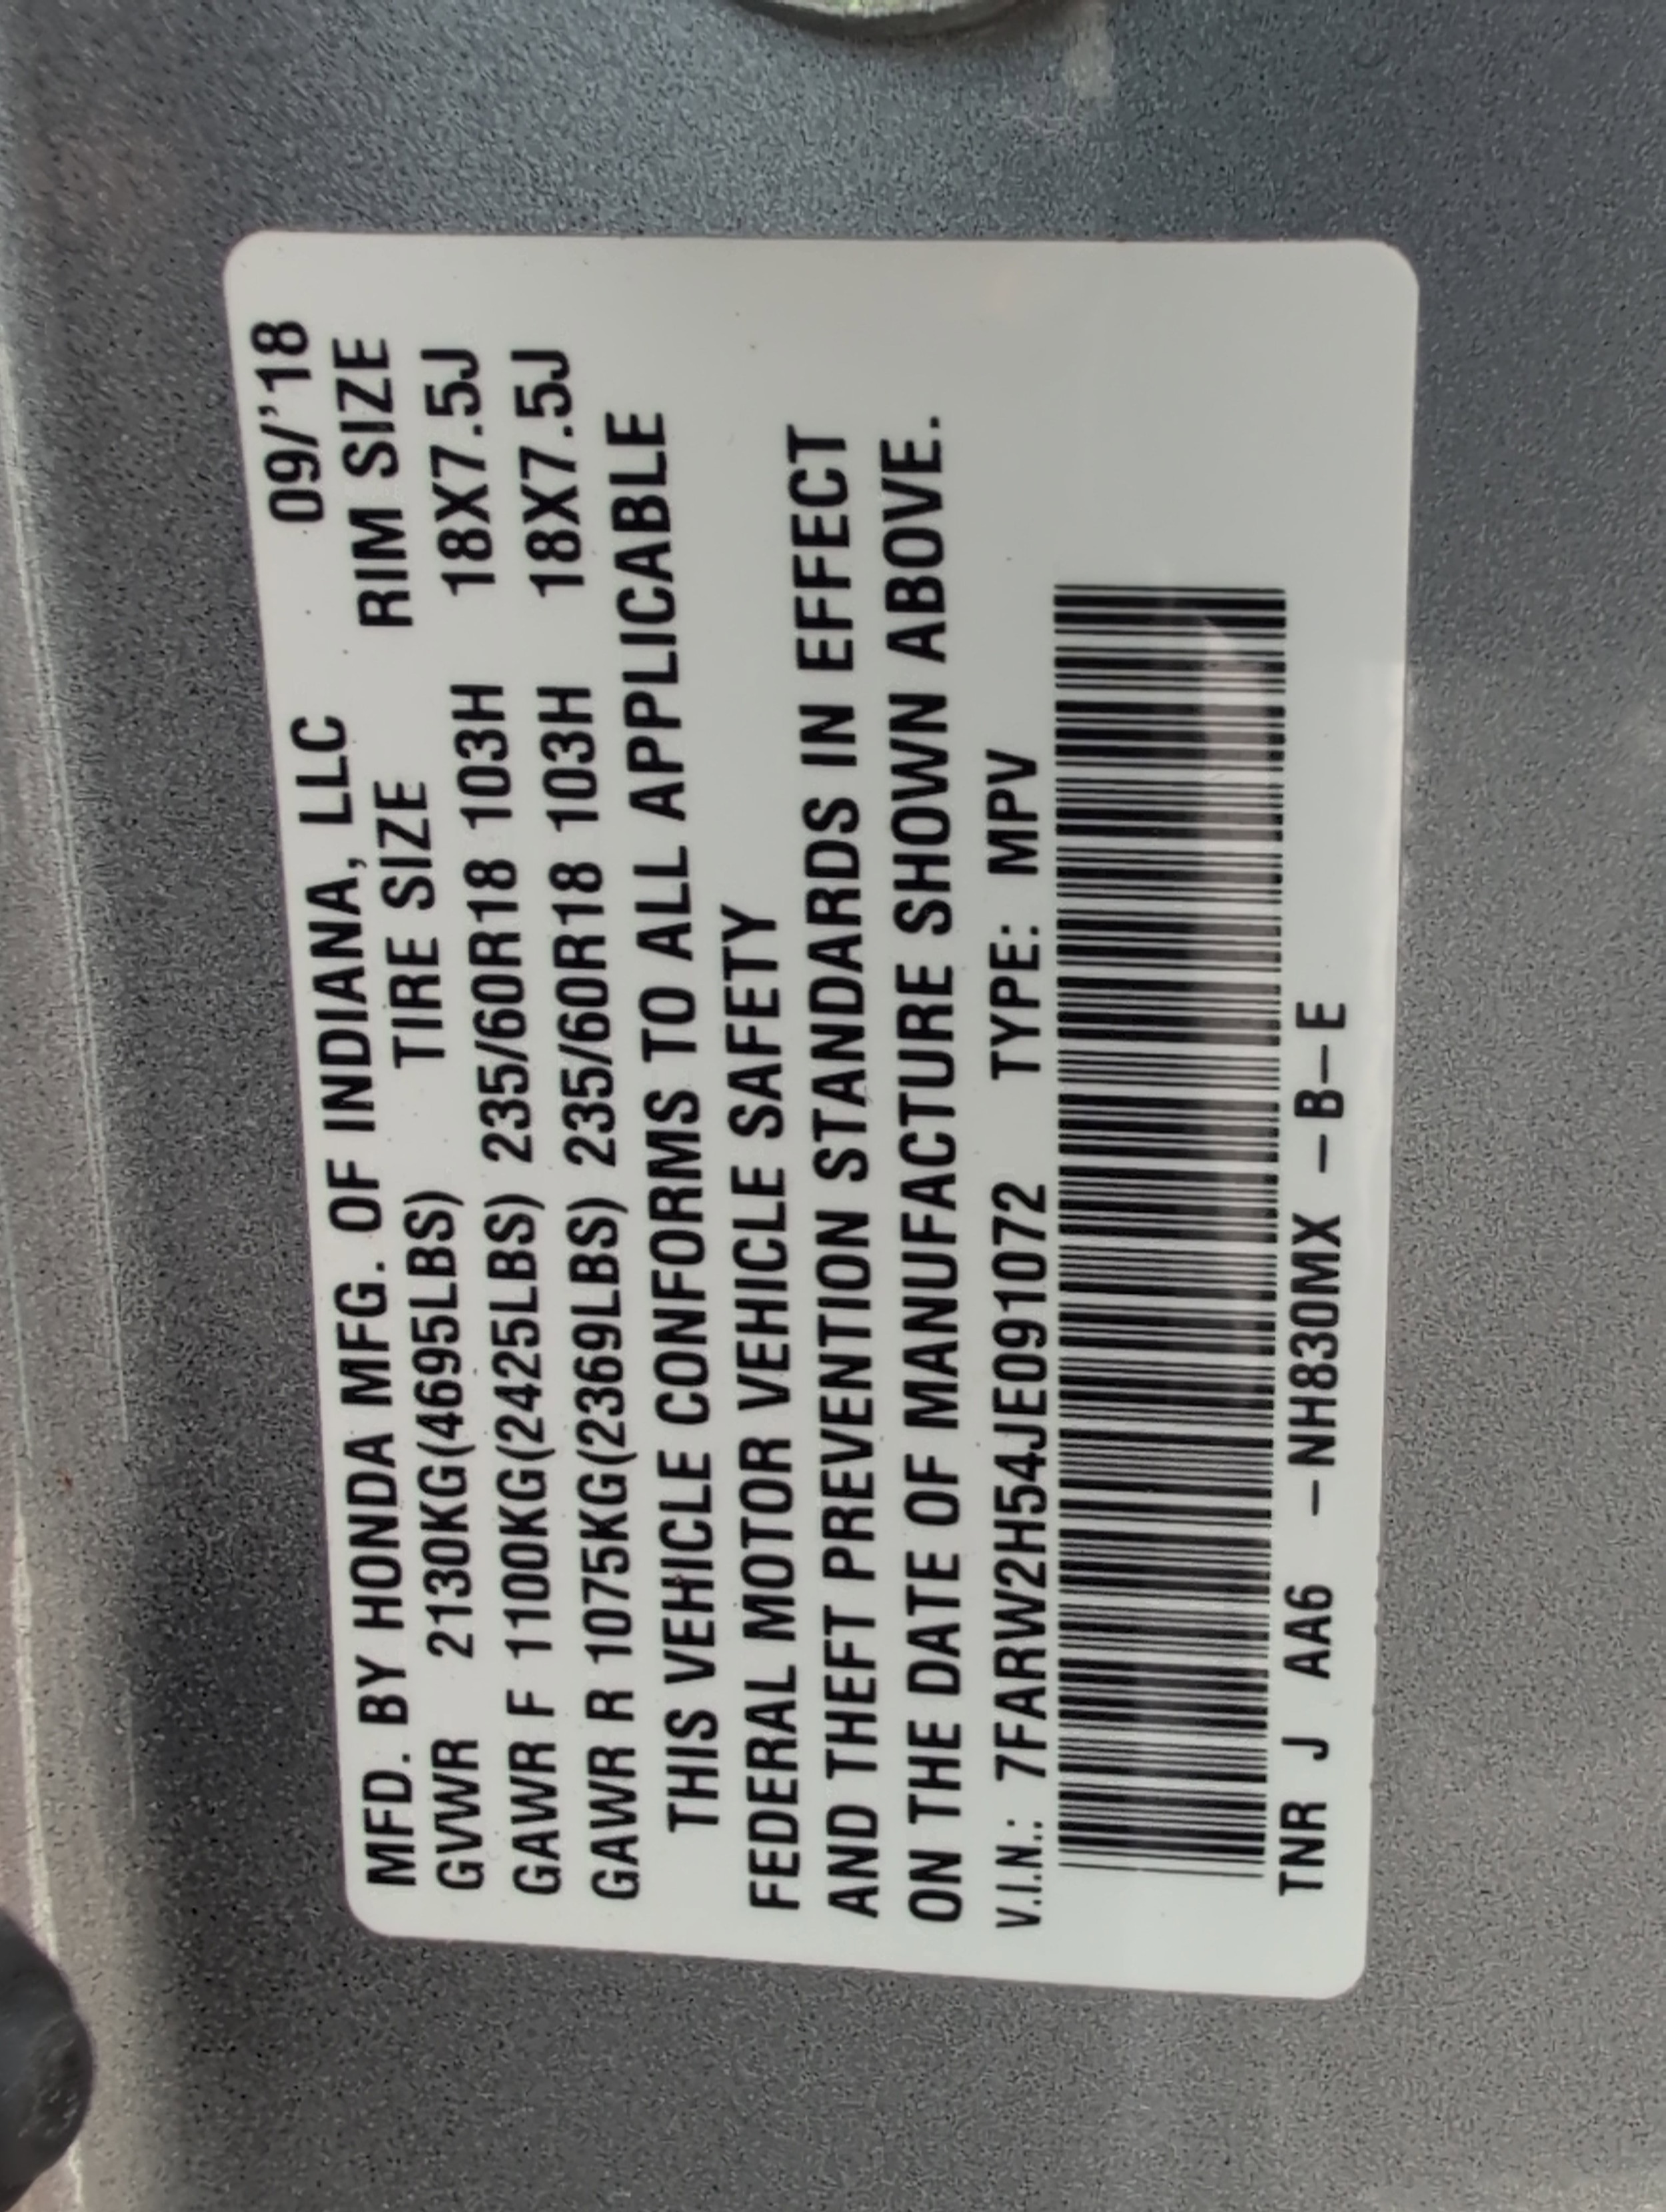 MFD. BY HONDA MFG. OF INDIANA, LLC 09/'18
TIRE SIZE RIM SIZE
GVWR 2130KG(4695LBS)
GAWR F 1100KG(2425LBS) 235/60R18 103H 18X7.5J
GAWR R 1075KG(2369LBS) 235/60R18 103H 18X7.5J
THIS VEHICLE CONFORMS TO ALL APPLICABLE
FEDERAL MOTOR VEHICLE SAFETY
AND THEFT PREVENTION STANDARDS IN EFFECT
ON THE DATE OF MANUFACTURE SHOWN ABOVE.
V.I.N.: 7FARW2H54JE091072 TYPE: MPV
TNR J AA6 –NH830MX –B–E